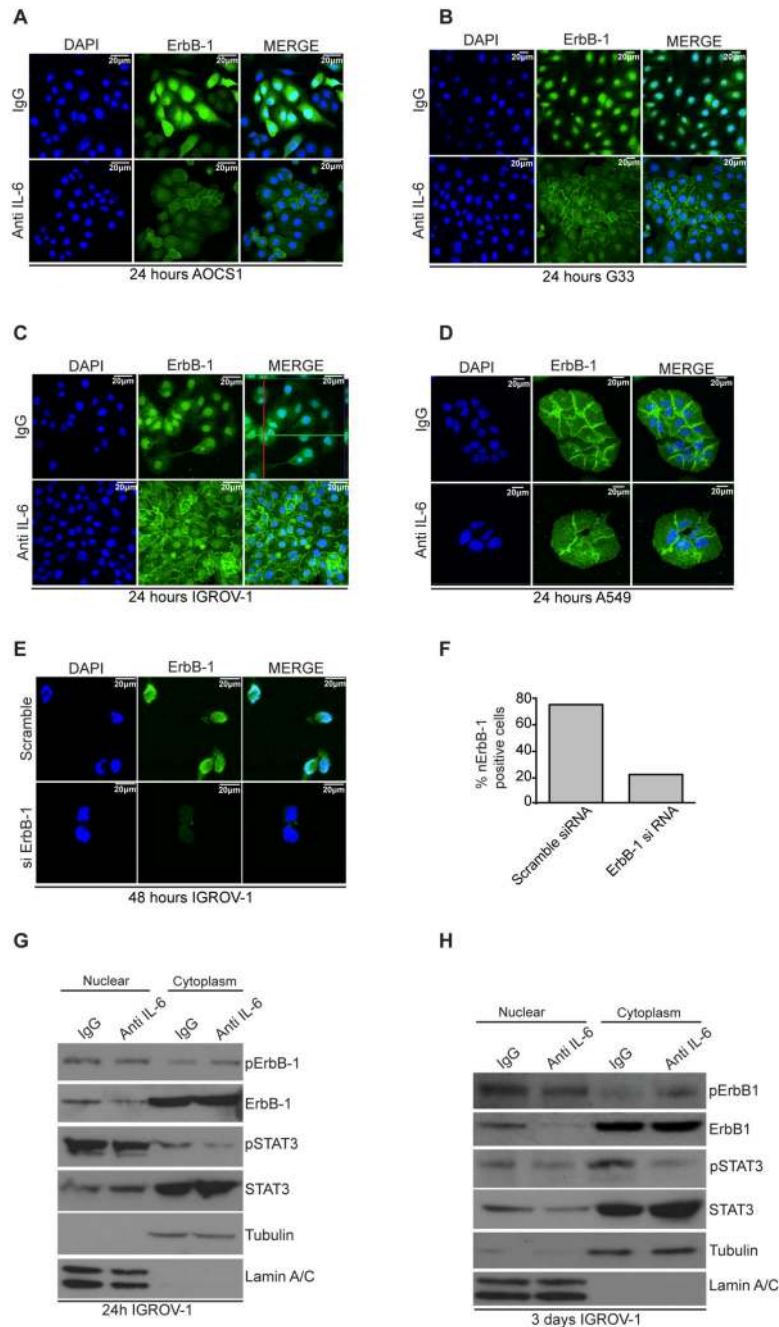 A
DAPI ErbB-1 MERGE
20µm 20µm 20µm
IgG
20µm 20µm 20µm
Anti IL-6
24 hours AOCS1
B
DAPI ErbB-1 MERGE
20µm 20µm 20µm
IgG
20µm 20µm 20µm
Anti IL-6
24 hours G33
C
DAPI ErbB-1 MERGE
20µm 20µm 20µm
IgG
20µm 20µm 20µm
Anti IL-6
24 hours IGROV-1
D
DAPI ErbB-1 MERGE
20µm 20µm 20µm
IgG
20µm 20µm 20µm
Anti IL-6
24 hours A549
E
DAPI ErbB-1 MERGE
20µm 20µm 20µm
Scramble
20µm 20µm 20µm
si ErbB-1
48 hours IGROV-1
F
% nErbB-1
positive cells
80
60
40
20
0
Scramble siRNA
ErbB-1 si RNA
G
Nuclear Cytoplasm
IgG Anti IL-6 IgG Anti IL-6
pErbB-1
ErbB-1
pSTAT3
STAT3
Tubulin
Lamin A/C
24h IGROV-1
H
Nuclear Cytoplasm
IgG Anti IL-6 IgG Anti IL-6
pErbB1
ErbB1
pSTAT3
STAT3
Tubulin
Lamin A/C
3 days IGROV-1